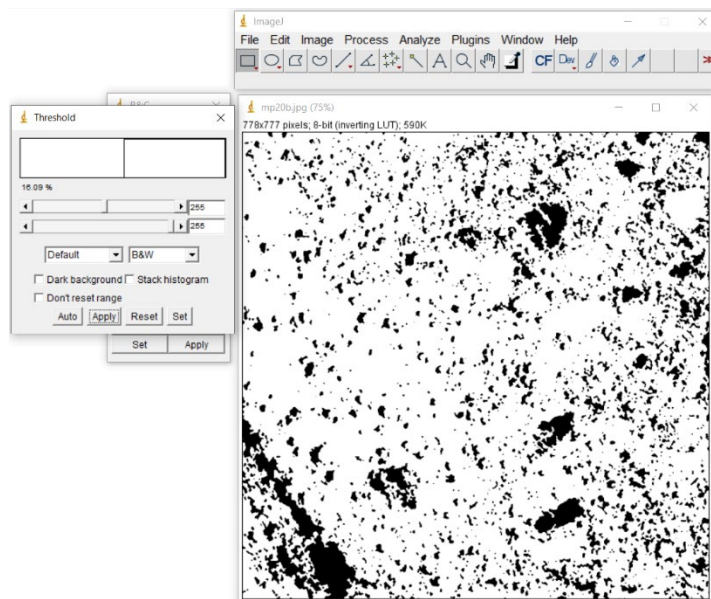 ImageJ
File Edit Image Process Analyze Plugins Window Help
CF Dev
B&C
Threshold
16.09 %
255
255
Default B&W
Dark background Stack histogram
Don't reset range
Auto Apply Reset Set
Set Apply
mp20b.jpg (75%)
778x777 pixels; 8-bit (inverting LUT); 590K